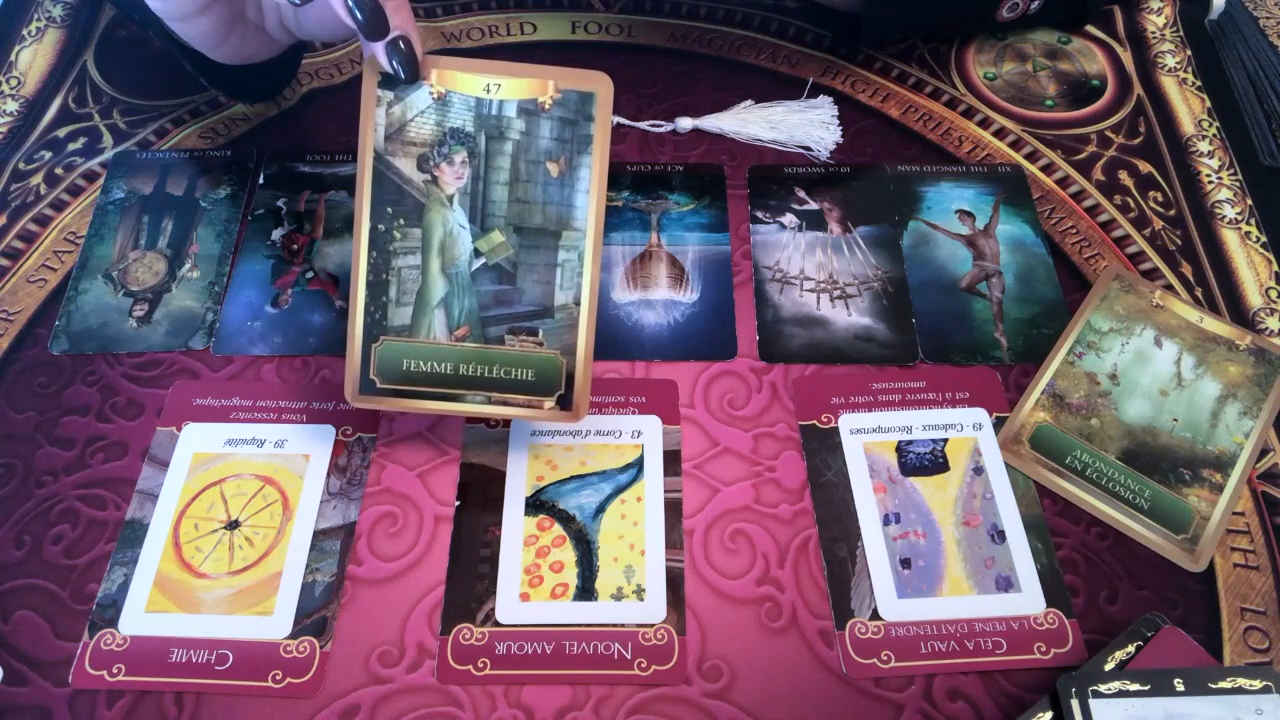 WORLD FOOL MAGICIAN HIGH PRIESTE
SUN JUDGEM
STAR
EMPRE
47
KING OF PENTACLES
THE FOOL
ACE OF CUPS
10 OF SWORDS
XII THE HANGED MAN
FEMME RÉFLÉCHIE
3
ABONDANCE
EN ÉCLOSION
Vous ressentez
une forte attraction magnétique.
39 - Rapidité
CHIMIE
vos sentim
43 - Corne d'abondance
NOUVEL AMOUR
La synchronisation divine
est à l'œuvre dans votre vie
amoureuse.
49 - Cadeaux - Récompenses
CELA VAUT
LA PEINE D'ATTENDRE
5